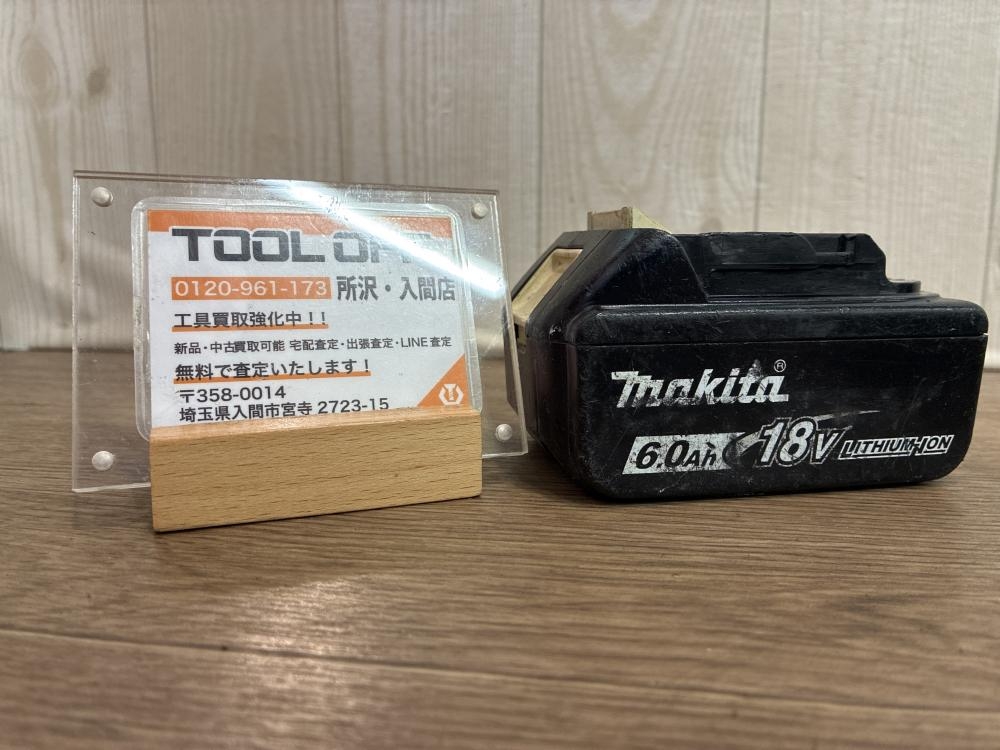 TOOL OFF
0120-961-173 所沢・入間店
工具買取強化中！！
新品・中古買取可能 宅配査定・出張査定・LINE査定
無料で査定いたします！
〒358-0014
埼玉県入間市宮寺 2723-15
makita®
6.0Ah 18V LITHIUM-ION